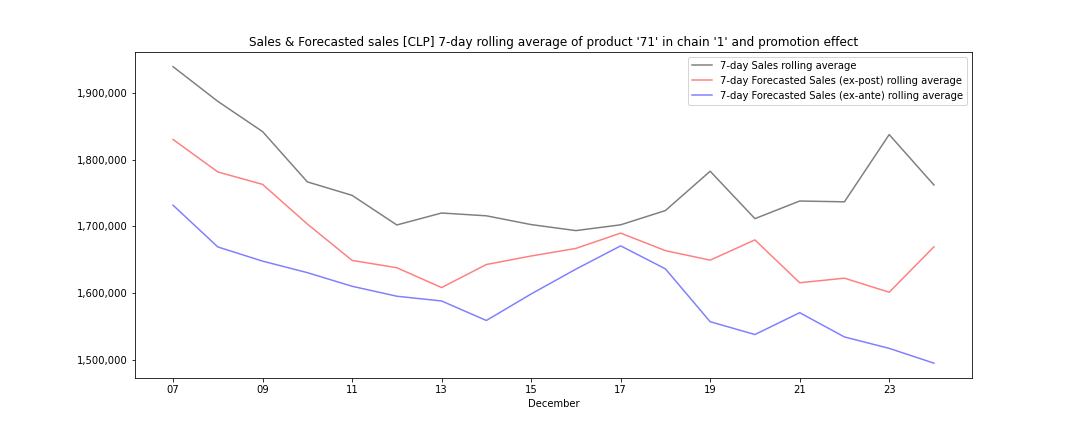 Sales & Forecasted sales [CLP] 7-day rolling average of product '71' in chain '1' and promotion effect
7-day Sales rolling average
7-day Forecasted Sales (ex-post) rolling average
7-day Forecasted Sales (ex-ante) rolling average
1,900,000
1,800,000
1,700,000
1,600,000
1,500,000
07 09 11 13 15 17 19 21 23
December